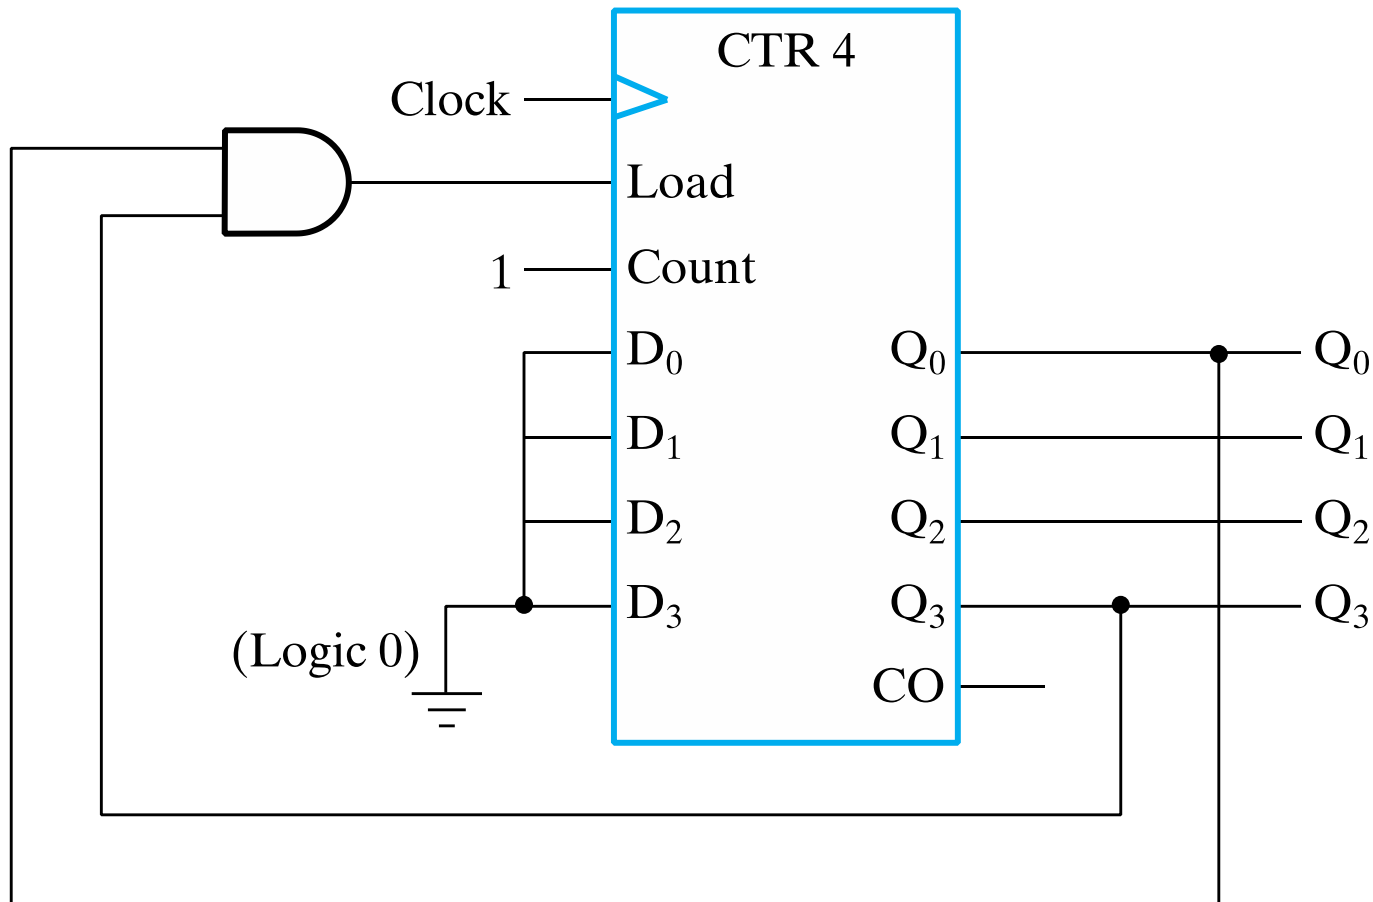 CTR 4
Clock
Load
1 Count
D0 Q0 Q0
D1 Q1 Q1
D2 Q2 Q2
D3 Q3 Q3
(Logic 0)
CO